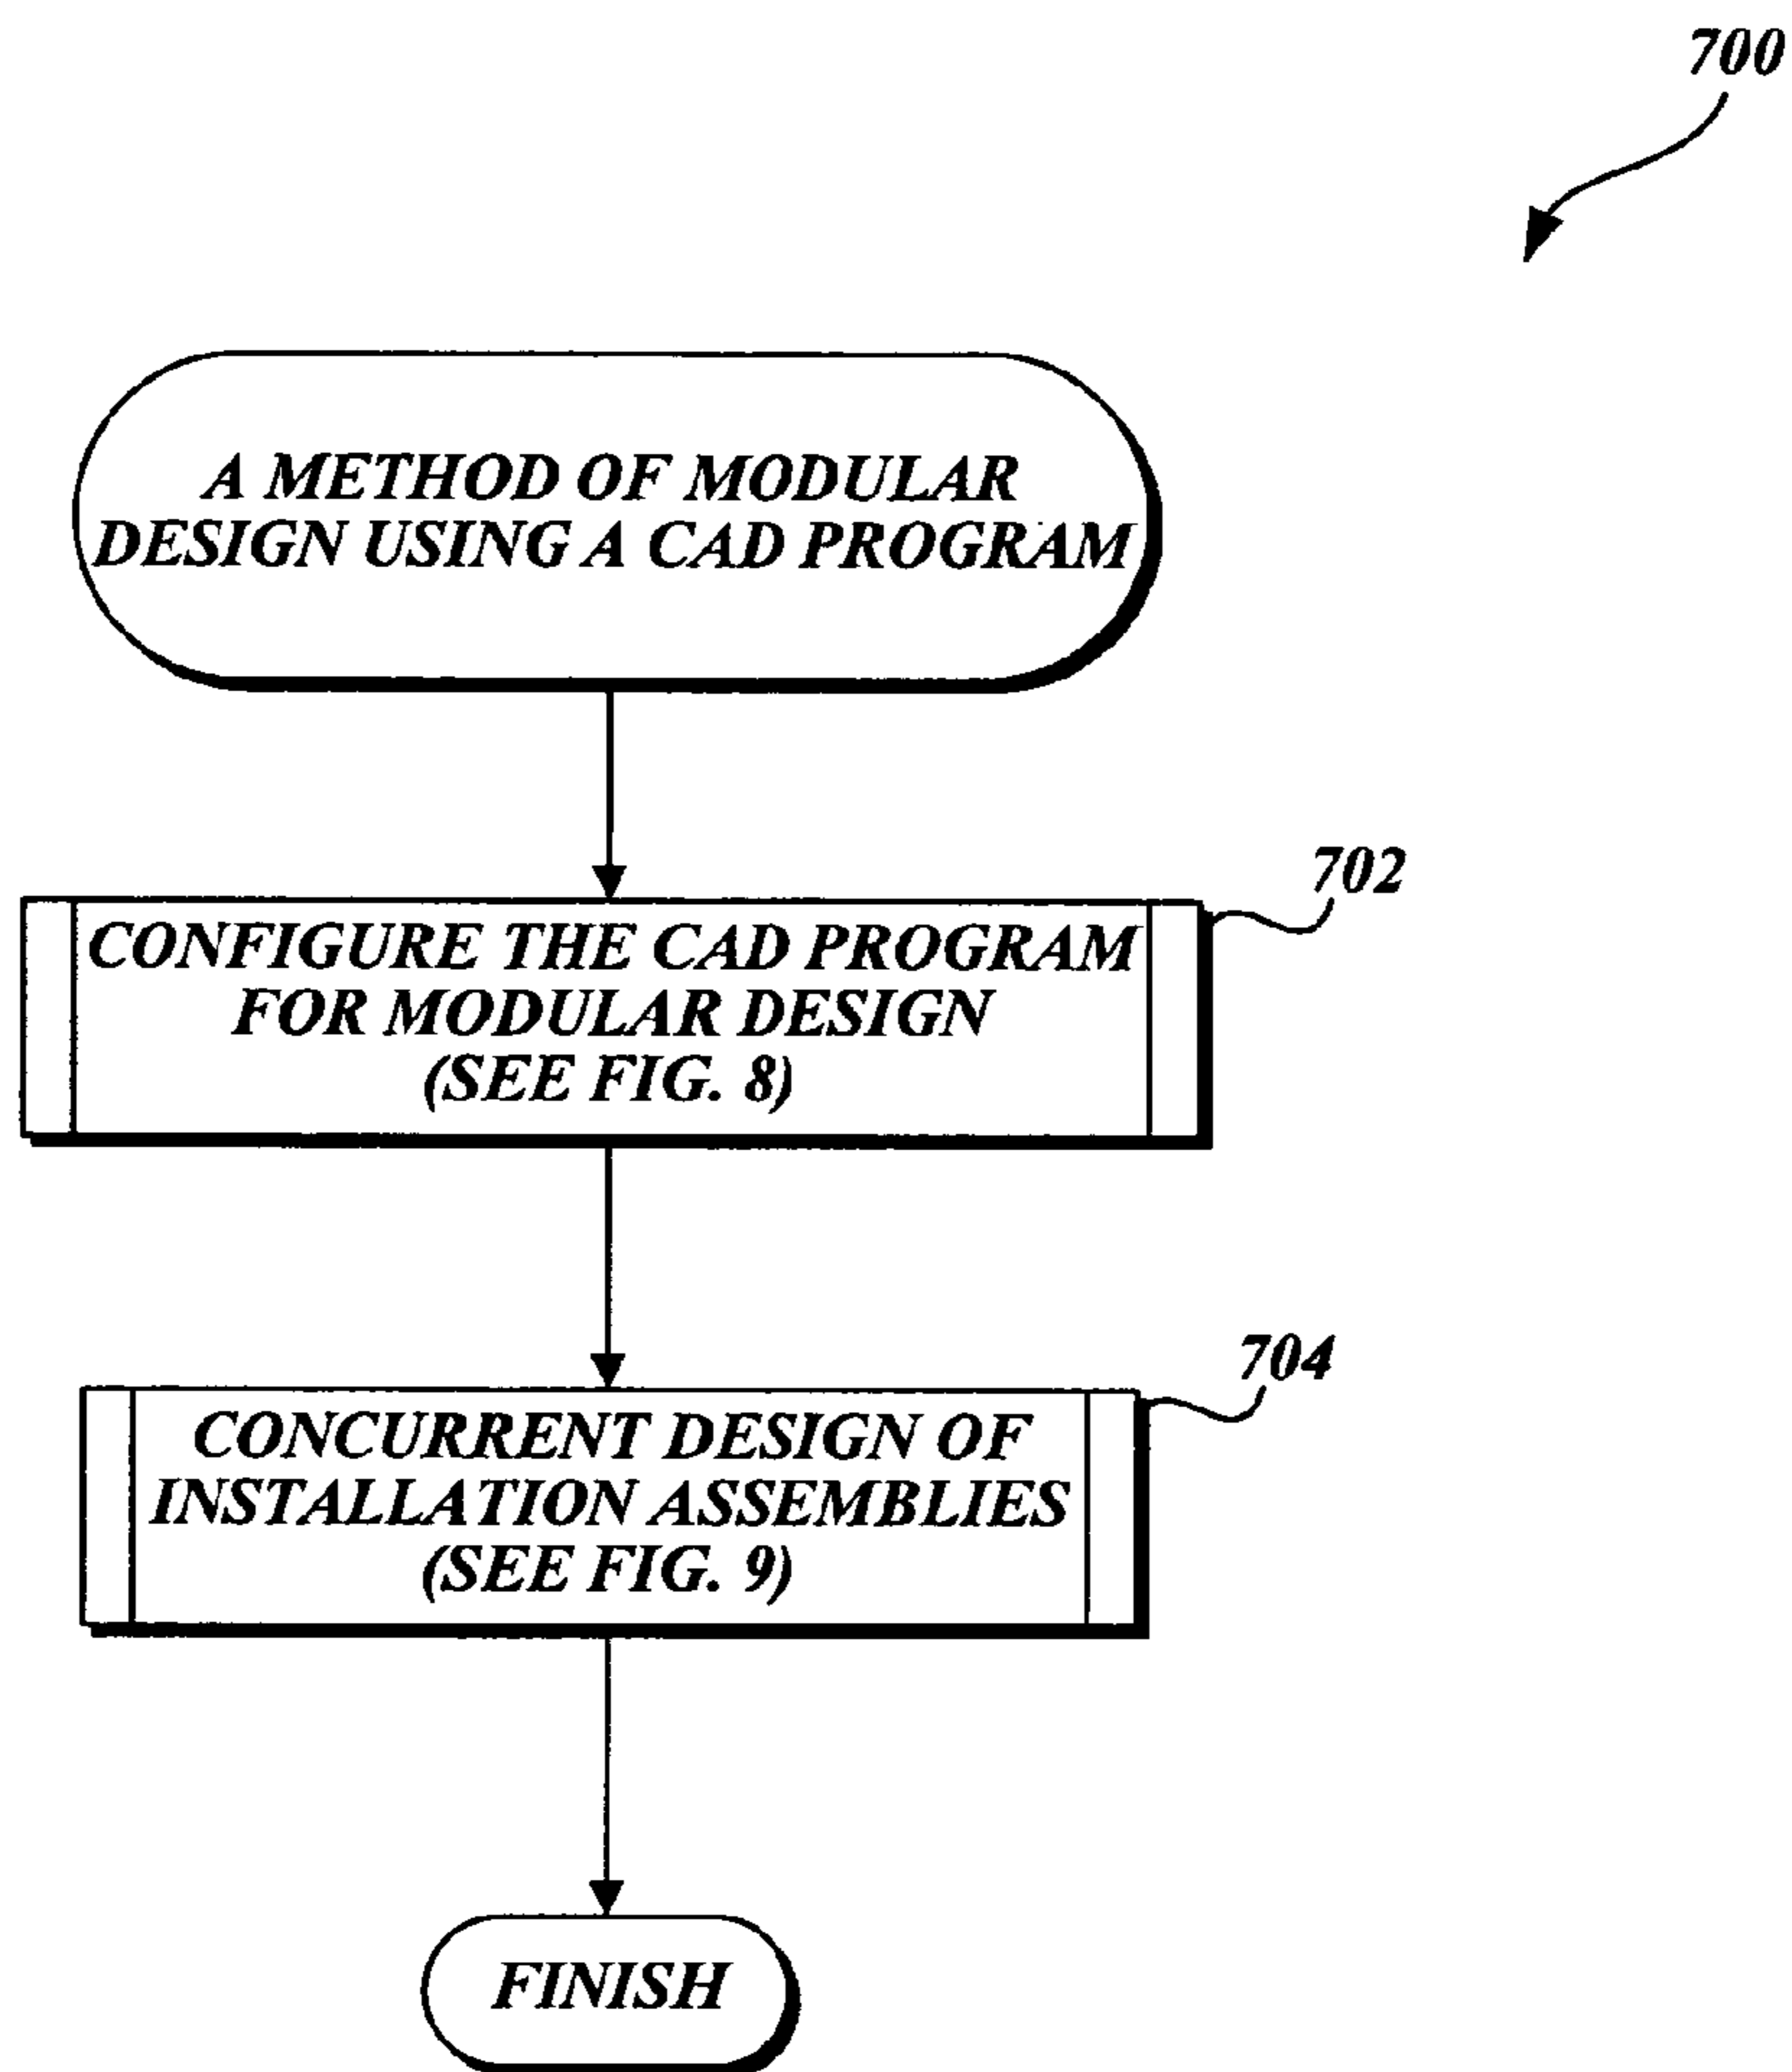 700
A METHOD OF MODULAR
DESIGN USING A CAD PROGRAM
702
CONFIGURE THE CAD PROGRAM
FOR MODULAR DESIGN
(SEE FIG. 8)
704
CONCURRENT DESIGN OF
INSTALLATION ASSEMBLIES
(SEE FIG. 9)
FINISH